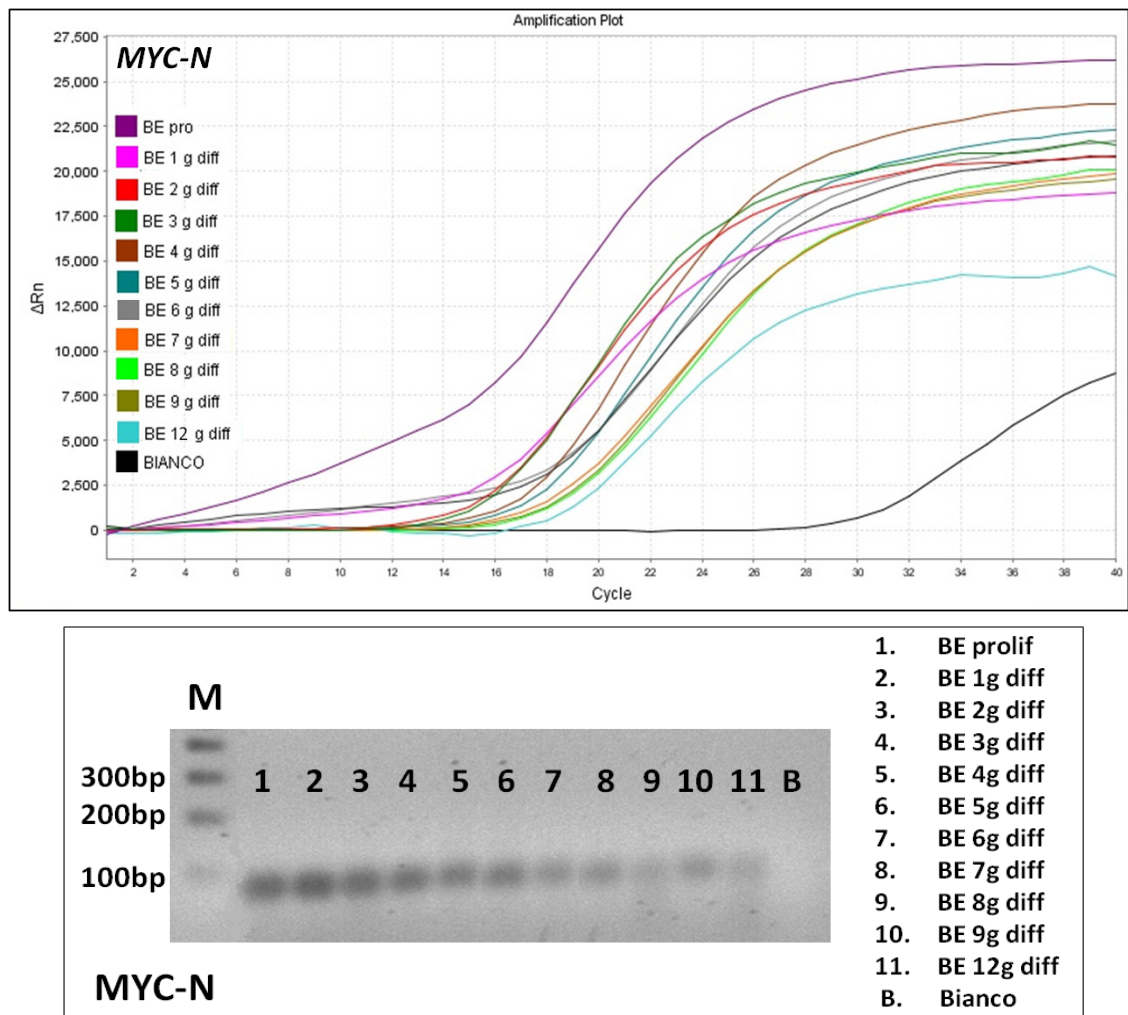 Amplification Plot
MYC-N
27,500
25,000
22,500
20,000
17,500
15,000
12,500
10,000
7,500
5,000
2,500
0
ΔRn
BE pro
BE 1 g diff
BE 2 g diff
BE 3 g diff
BE 4 g diff
BE 5 g diff
BE 6 g diff
BE 7 g diff
BE 8 g diff
BE 9 g diff
BE 12 g diff
BIANCO
2 4 6 8 10 12 14 16 18 20 22 24 26 28 30 32 34 36 38 40
Cycle
M
300bp
200bp
100bp
1 2 3 4 5 6 7 8 9 10 11 B
MYC-N
1. BE prolif
2. BE 1g diff
3. BE 2g diff
4. BE 3g diff
5. BE 4g diff
6. BE 5g diff
7. BE 6g diff
8. BE 7g diff
9. BE 8g diff
10. BE 9g diff
11. BE 12g diff
B. Bianco